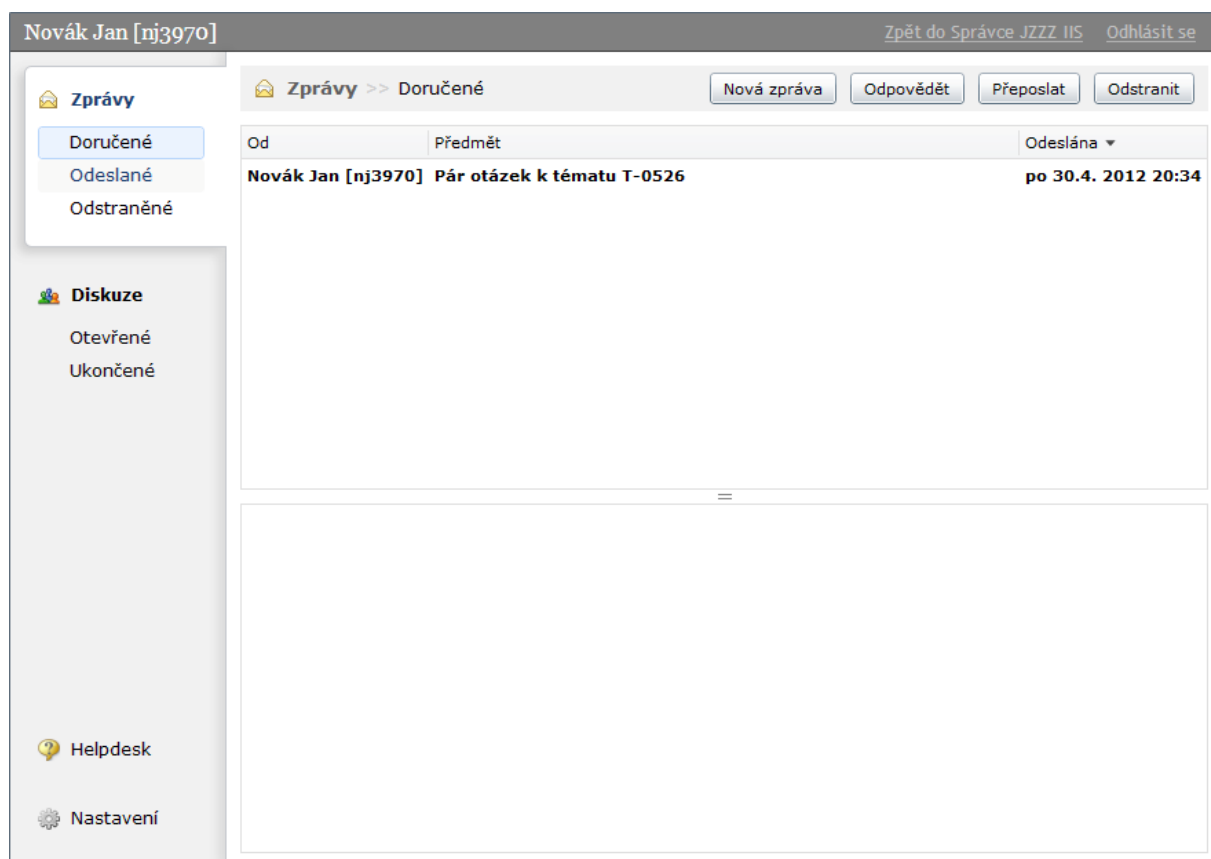 Novák Jan [nj3970] Zpět do Správce JZZZ IIS Odhlásit se
Zprávy
Doručené
Odeslané
Odstraněné
Diskuze
Otevřené
Ukončené
Helpdesk
Nastavení
Zprávy >> Doručené Nová zpráva Odpovědět Přeposlat Odstranit
Od Předmět Odeslána
Novák Jan [nj3970] Pár otázek k tématu T-0526 po 30.4. 2012 20:34